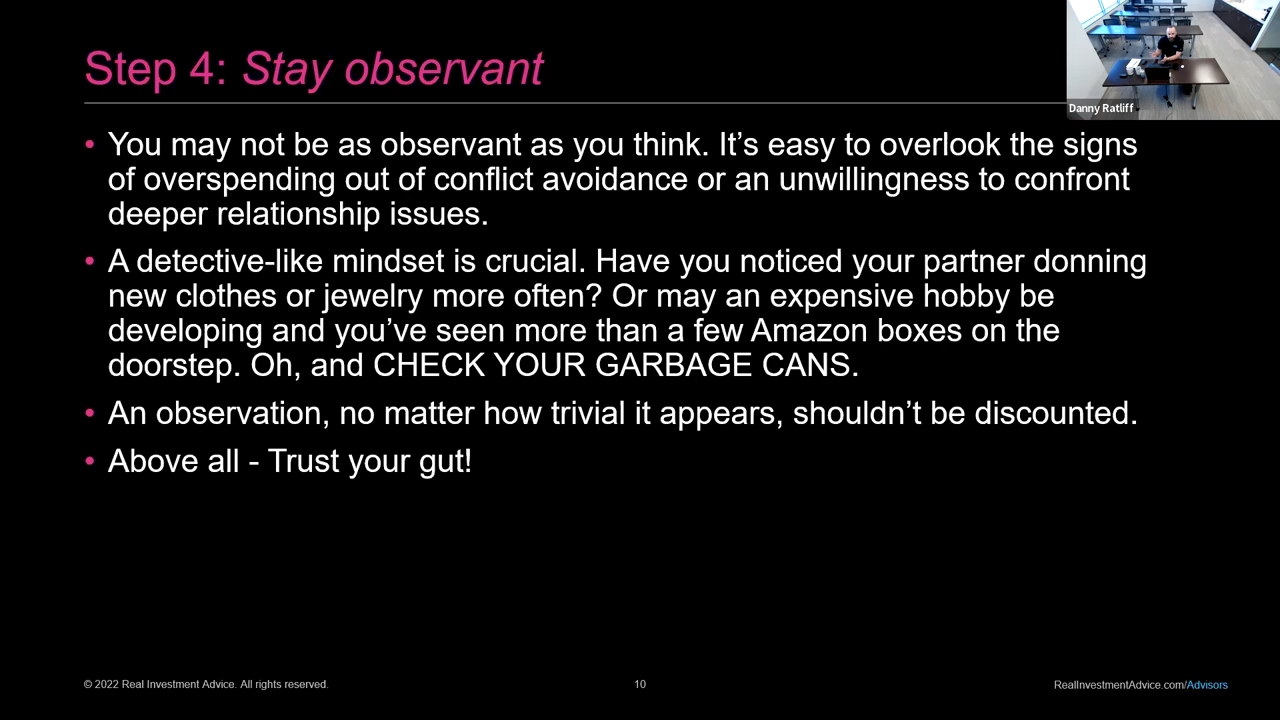 Step 4: Stay observant
Danny Ratliff
• You may not be as observant as you think. It’s easy to overlook the signs
of overspending out of conflict avoidance or an unwillingness to confront
deeper relationship issues.
• A detective-like mindset is crucial. Have you noticed your partner donning
new clothes or jewelry more often? Or may an expensive hobby be
developing and you’ve seen more than a few Amazon boxes on the
doorstep. Oh, and CHECK YOUR GARBAGE CANS.
• An observation, no matter how trivial it appears, shouldn’t be discounted.
• Above all - Trust your gut!
© 2022 Real Investment Advice. All rights reserved.
10
RealInvestmentAdvice.com/Advisors